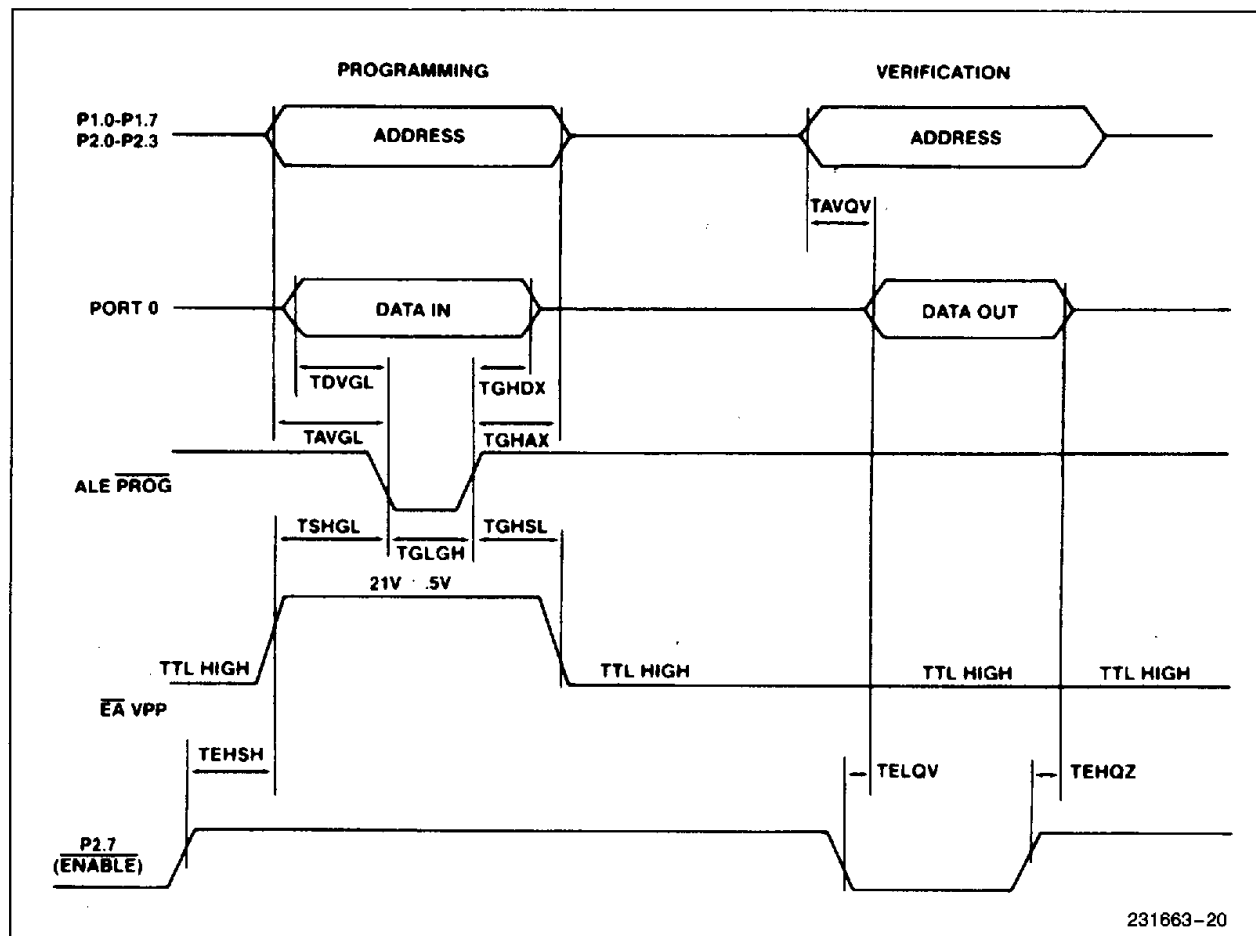 PROGRAMMING
VERIFICATION
P1.0-P1.7
P2.0-P2.3
ADDRESS
ADDRESS
TAVQV
PORT 0
DATA IN
DATA OUT
TDVGL
TGHDX
TAVGL
TGHAX
ALE PROG
TSHGL
TGLGH
TGHSL
21V .5V
TTL HIGH
TTL HIGH
TTL HIGH
TTL HIGH
EA VPP
TEHSH
TELQV
TEHQZ
P2.7
(ENABLE)
231663-20